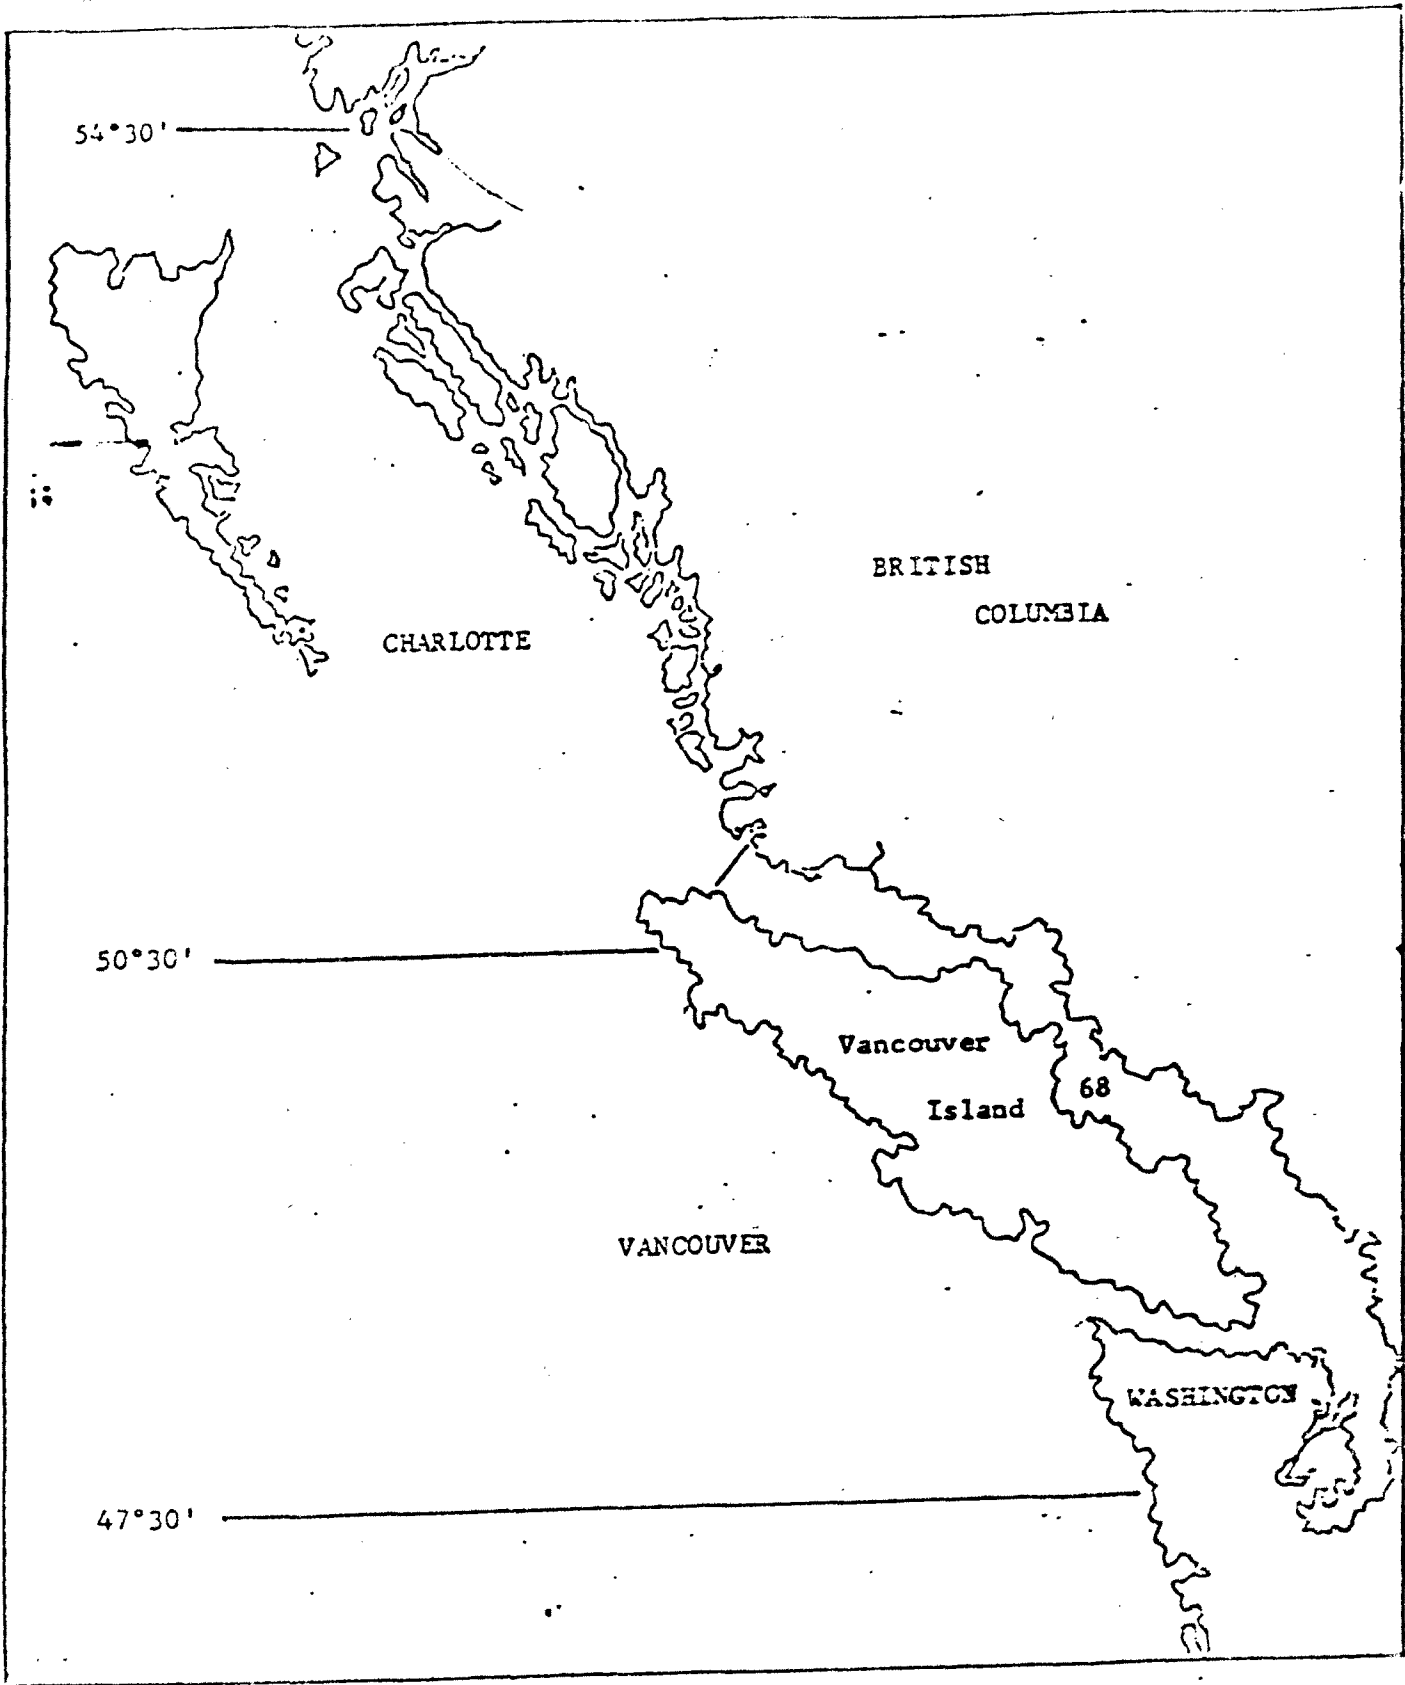 54°30'
BRITISH
COLUMBIA
CHARLOTTE
50°30'
Vancouver
68
Island
VANCOUVER
WASHINGTON
47°30'